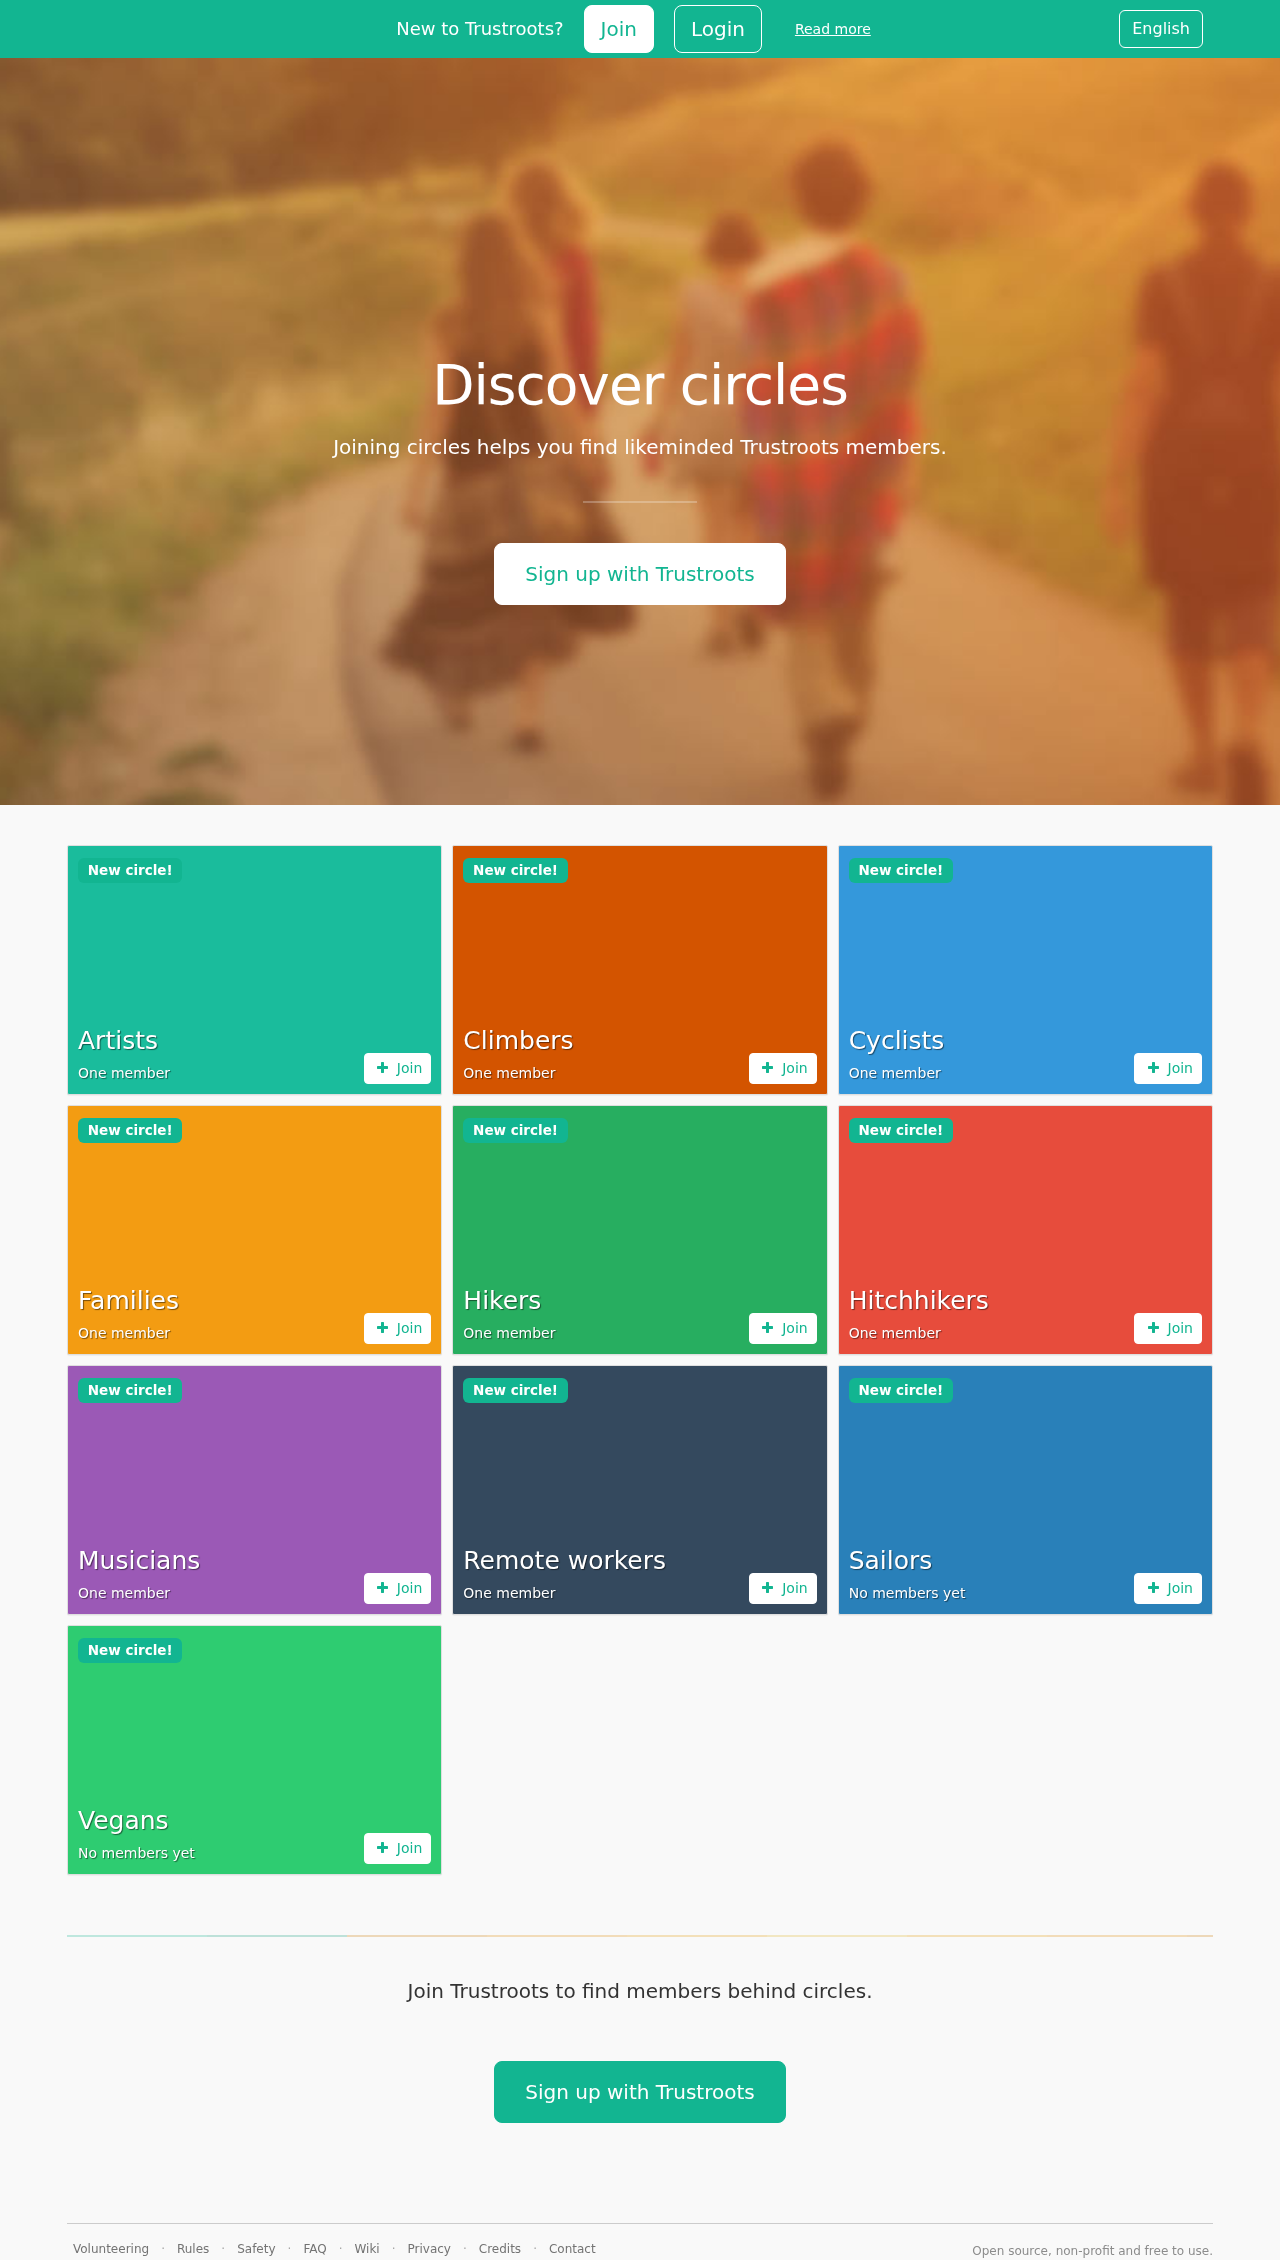 New to Trustroots? Join Login Read more English
Discover circles
Joining circles helps you find likeminded Trustroots members.
Sign up with Trustroots
New circle!
Artists
One member
Join
New circle!
Climbers
One member
Join
New circle!
Cyclists
One member
Join
New circle!
Families
One member
Join
New circle!
Hikers
One member
Join
New circle!
Hitchhikers
One member
Join
New circle!
Musicians
One member
Join
New circle!
Remote workers
One member
Join
New circle!
Sailors
No members yet
Join
New circle!
Vegans
No members yet
Join
Join Trustroots to find members behind circles.
Sign up with Trustroots
Volunteering · Rules · Safety · FAQ · Wiki · Privacy · Credits · Contact
Open source, non-profit and free to use.